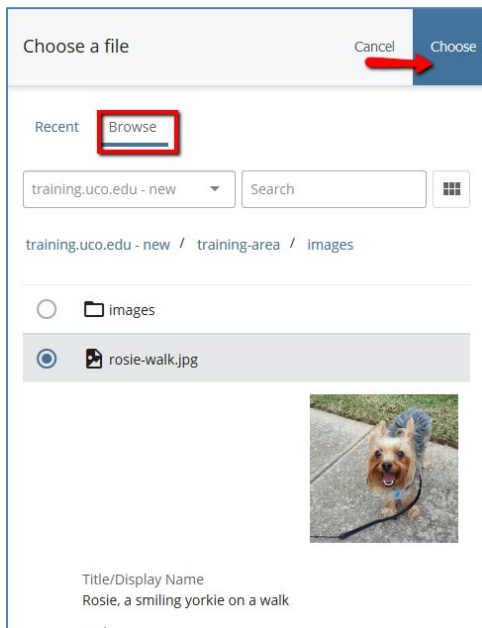 Choose a file Cancel Choose
Recent Browse
training.uco.edu - new Search
training.uco.edu - new / training-area / images
images
rosie-walk.jpg
Title/Display Name
Rosie, a smiling yorkie on a walk